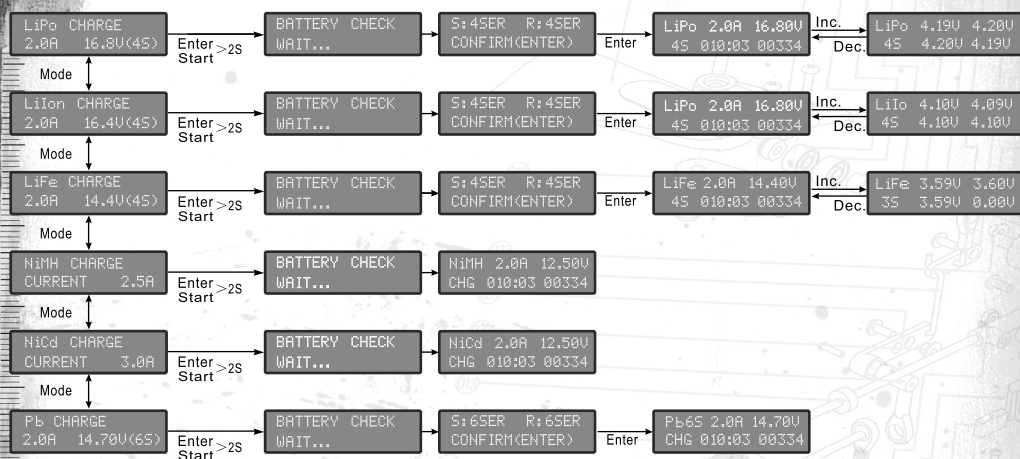 LiPo CHARGE
2.0A 16.8V(4S)
Enter
Start >2S
BATTERY CHECK
WAIT...
S:4SER R:4SER
CONFIRM(ENTER)
Enter
LiPo 2.0A 16.80V
4S 010:03 00334
Inc.
Dec.
LiPo 4.19V 4.20V
4S 4.20V 4.19V
Mode
LiIon CHARGE
2.0A 16.4V(4S)
Enter
Start >2S
BATTERY CHECK
WAIT...
S:4SER R:4SER
CONFIRM(ENTER)
Enter
LiPo 2.0A 16.80V
4S 010:03 00334
Inc.
Dec.
LiIo 4.10V 4.09V
4S 4.10V 4.10V
Mode
LiFe CHARGE
2.0A 14.4V(4S)
Enter
Start >2S
BATTERY CHECK
WAIT...
S:4SER R:4SER
CONFIRM(ENTER)
Enter
LiFe 2.0A 14.40V
4S 010:03 00334
Inc.
Dec.
LiFe 3.59V 3.60V
3S 3.59V 0.00V
Mode
NiMH CHARGE
CURRENT 2.5A
Enter
Start >2S
BATTERY CHECK
WAIT...
NiMH 2.0A 12.50V
CHG 010:03 00334
Mode
NiCd CHARGE
CURRENT 3.0A
Enter
Start >2S
BATTERY CHECK
WAIT...
NiCd 2.0A 12.50V
CHG 010:03 00334
Mode
Pb CHARGE
2.0A 14.70V(6S)
Enter
Start >2S
BATTERY CHECK
WAIT...
S:6SER R:6SER
CONFIRM(ENTER)
Enter
Pb6S 2.0A 14.70V
CHG 010:03 00334